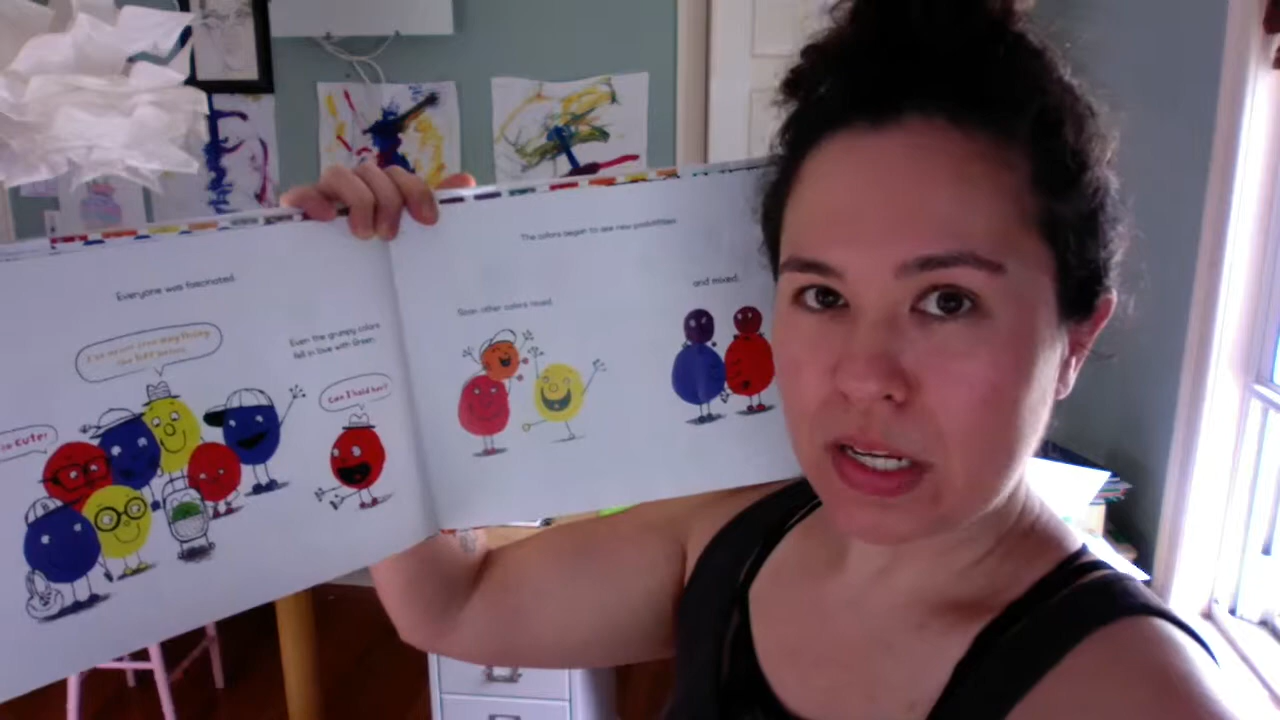 Everyone was fascinated.
so cute!
Even the grumpy colors
fell in love with Green.
Can I hold her?
The colors began to see new possibilities.
Soon other colors mixed.
and mixed.